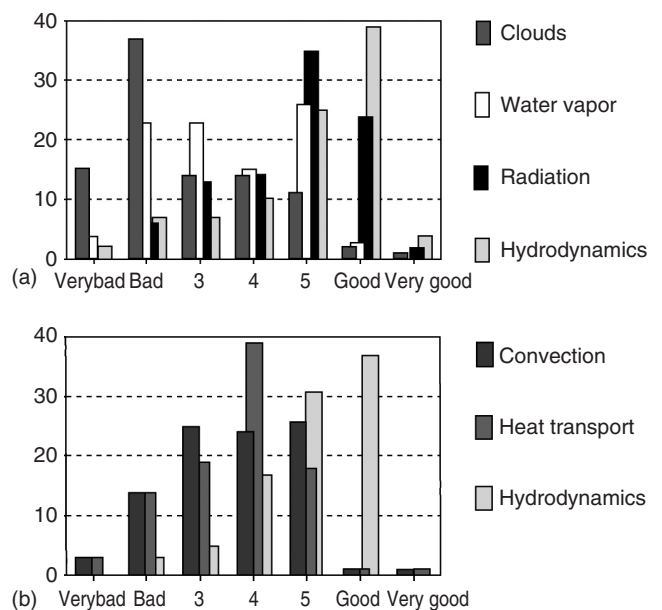 40
30
20
10
0
(a)
Verybad Bad 3 4 5 Good Very good
Clouds
Water vapor
Radiation
Hydrodynamics
40
30
20
10
0
(b)
Verybad Bad 3 4 5 Good Very good
Convection
Heat transport
Hydrodynamics